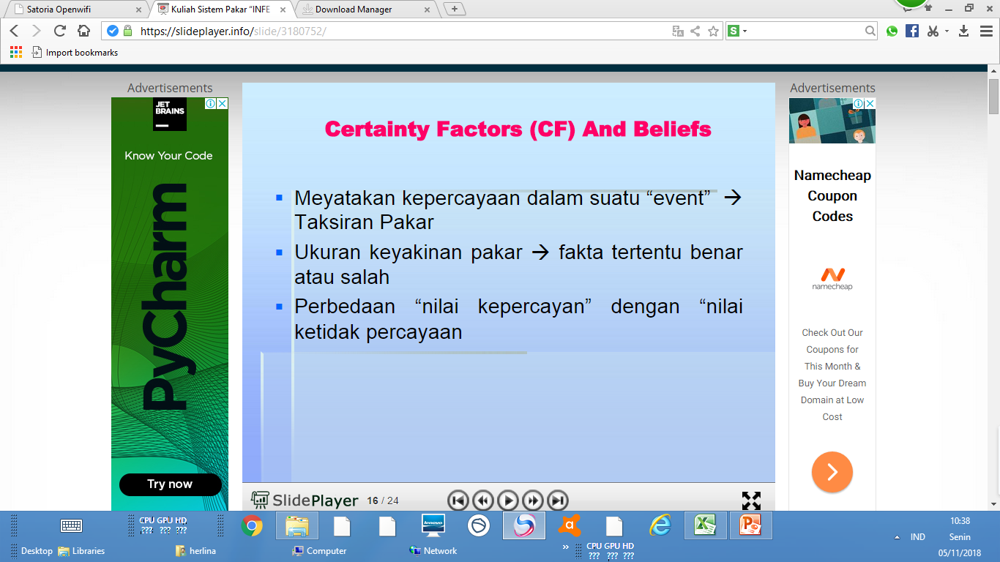 Satoria Openwifi
Kuliah Sistem Pakar “INFE
Download Manager
https://slideplayer.info/slide/3180752/
S
Import bookmarks
Advertisements
JET
BRAINS
Know Your Code
PyCharm
Try now
Certainty Factors (CF) And Beliefs
Meyatakan kepercayaan dalam suatu “event” →
Taksiran Pakar
Ukuran keyakinan pakar → fakta tertentu benar
atau salah
Perbedaan “nilai kepercayan” dengan “nilai
ketidak percayaan
SlidePlayer 16 / 24
Advertisements
Namecheap
Coupon
Codes
namecheap
Check Out Our
Coupons for
This Month &
Buy Your Dream
Domain at Low
Cost
CPU GPU HD
??? ??? ???
lenovo
Desktop
Libraries
herlina
Computer
Network
»
CPU GPU HD
??? ??? ???
IND
10:38
Senin
05/11/2018